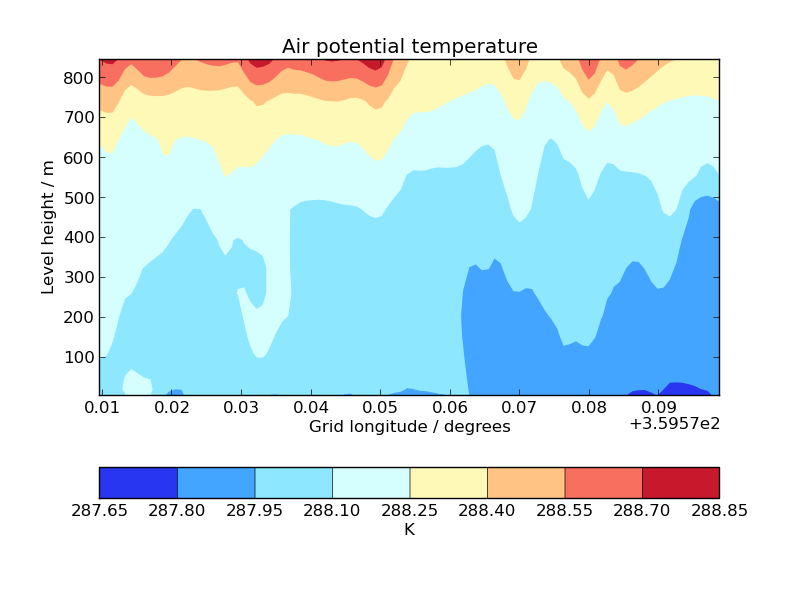 Air potential temperature
Level height / m
800
700
600
500
400
300
200
100
0.01 0.02 0.03 0.04 0.05 0.06 0.07 0.08 0.09
Grid longitude / degrees
+3.5957e2
287.65 287.80 287.95 288.10 288.25 288.40 288.55 288.70 288.85
K